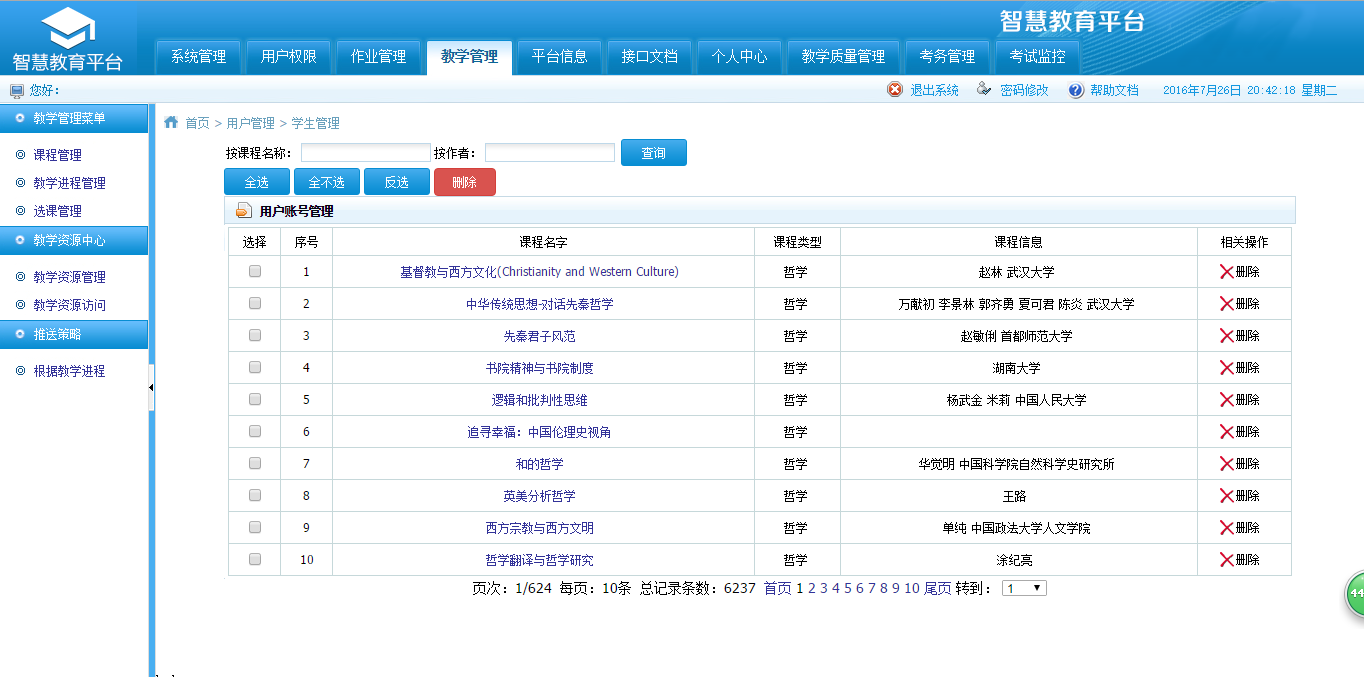 智慧教育平台
智慧教育平台
系统管理 用户权限 作业管理 教学管理 平台信息 接口文档 个人中心 教学质量管理 考务管理 考试监控
您好： 退出系统 密码修改 帮助文档 2016年7月26日 20:42:18 星期二
教学管理菜单
课程管理
教学进程管理
选课管理
教学资源中心
教学资源管理
教学资源访问
推送策略
根据教学进程
首页 > 用户管理 > 学生管理
按课程名称： 按作者： 查询
全选 全不选 反选 删除
用户账号管理
选择 序号 课程名字 课程类型 课程信息 相关操作
1 基督教与西方文化(Christianity and Western Culture) 哲学 赵林 武汉大学 删除
2 中华传统思想-对话先秦哲学 哲学 万献初 李景林 郭齐勇 夏可君 陈炎 武汉大学 删除
3 先秦君子风范 哲学 赵敏俐 首都师范大学 删除
4 书院精神与书院制度 哲学 湖南大学 删除
5 逻辑和批判性思维 哲学 杨武金 米莉 中国人民大学 删除
6 追寻幸福：中国伦理史视角 哲学 删除
7 和的哲学 哲学 华觉明 中国科学院自然科学史研究所 删除
8 英美分析哲学 哲学 王路 删除
9 西方宗教与西方文明 哲学 单纯 中国政法大学人文学院 删除
10 哲学翻译与哲学研究 哲学 涂纪亮 删除
页次：1/624 每页：10条 总记录条数：6237 首页 1 2 3 4 5 6 7 8 9 10 尾页 转到： 1
44